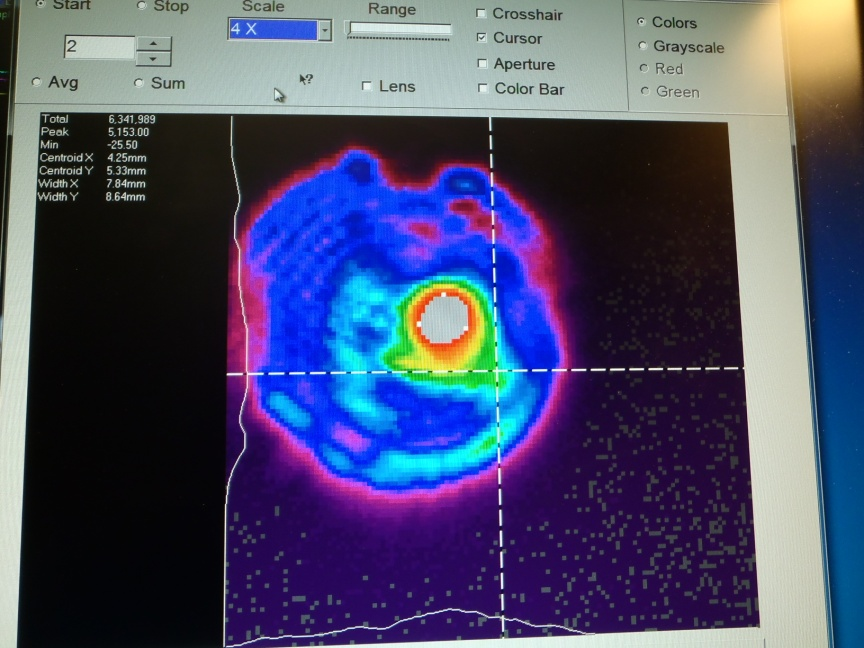 Start
Stop
Scale
Range
Crosshair
4 X
Cursor
2
Aperture
Avg
Sum
Lens
Color Bar
Colors
Grayscale
Red
Green
Total 6,341,989
Peak 5,153.00
Min -25.50
Centroid X 4.25mm
Centroid Y 5.33mm
Width X 7.84mm
Width Y 8.64mm